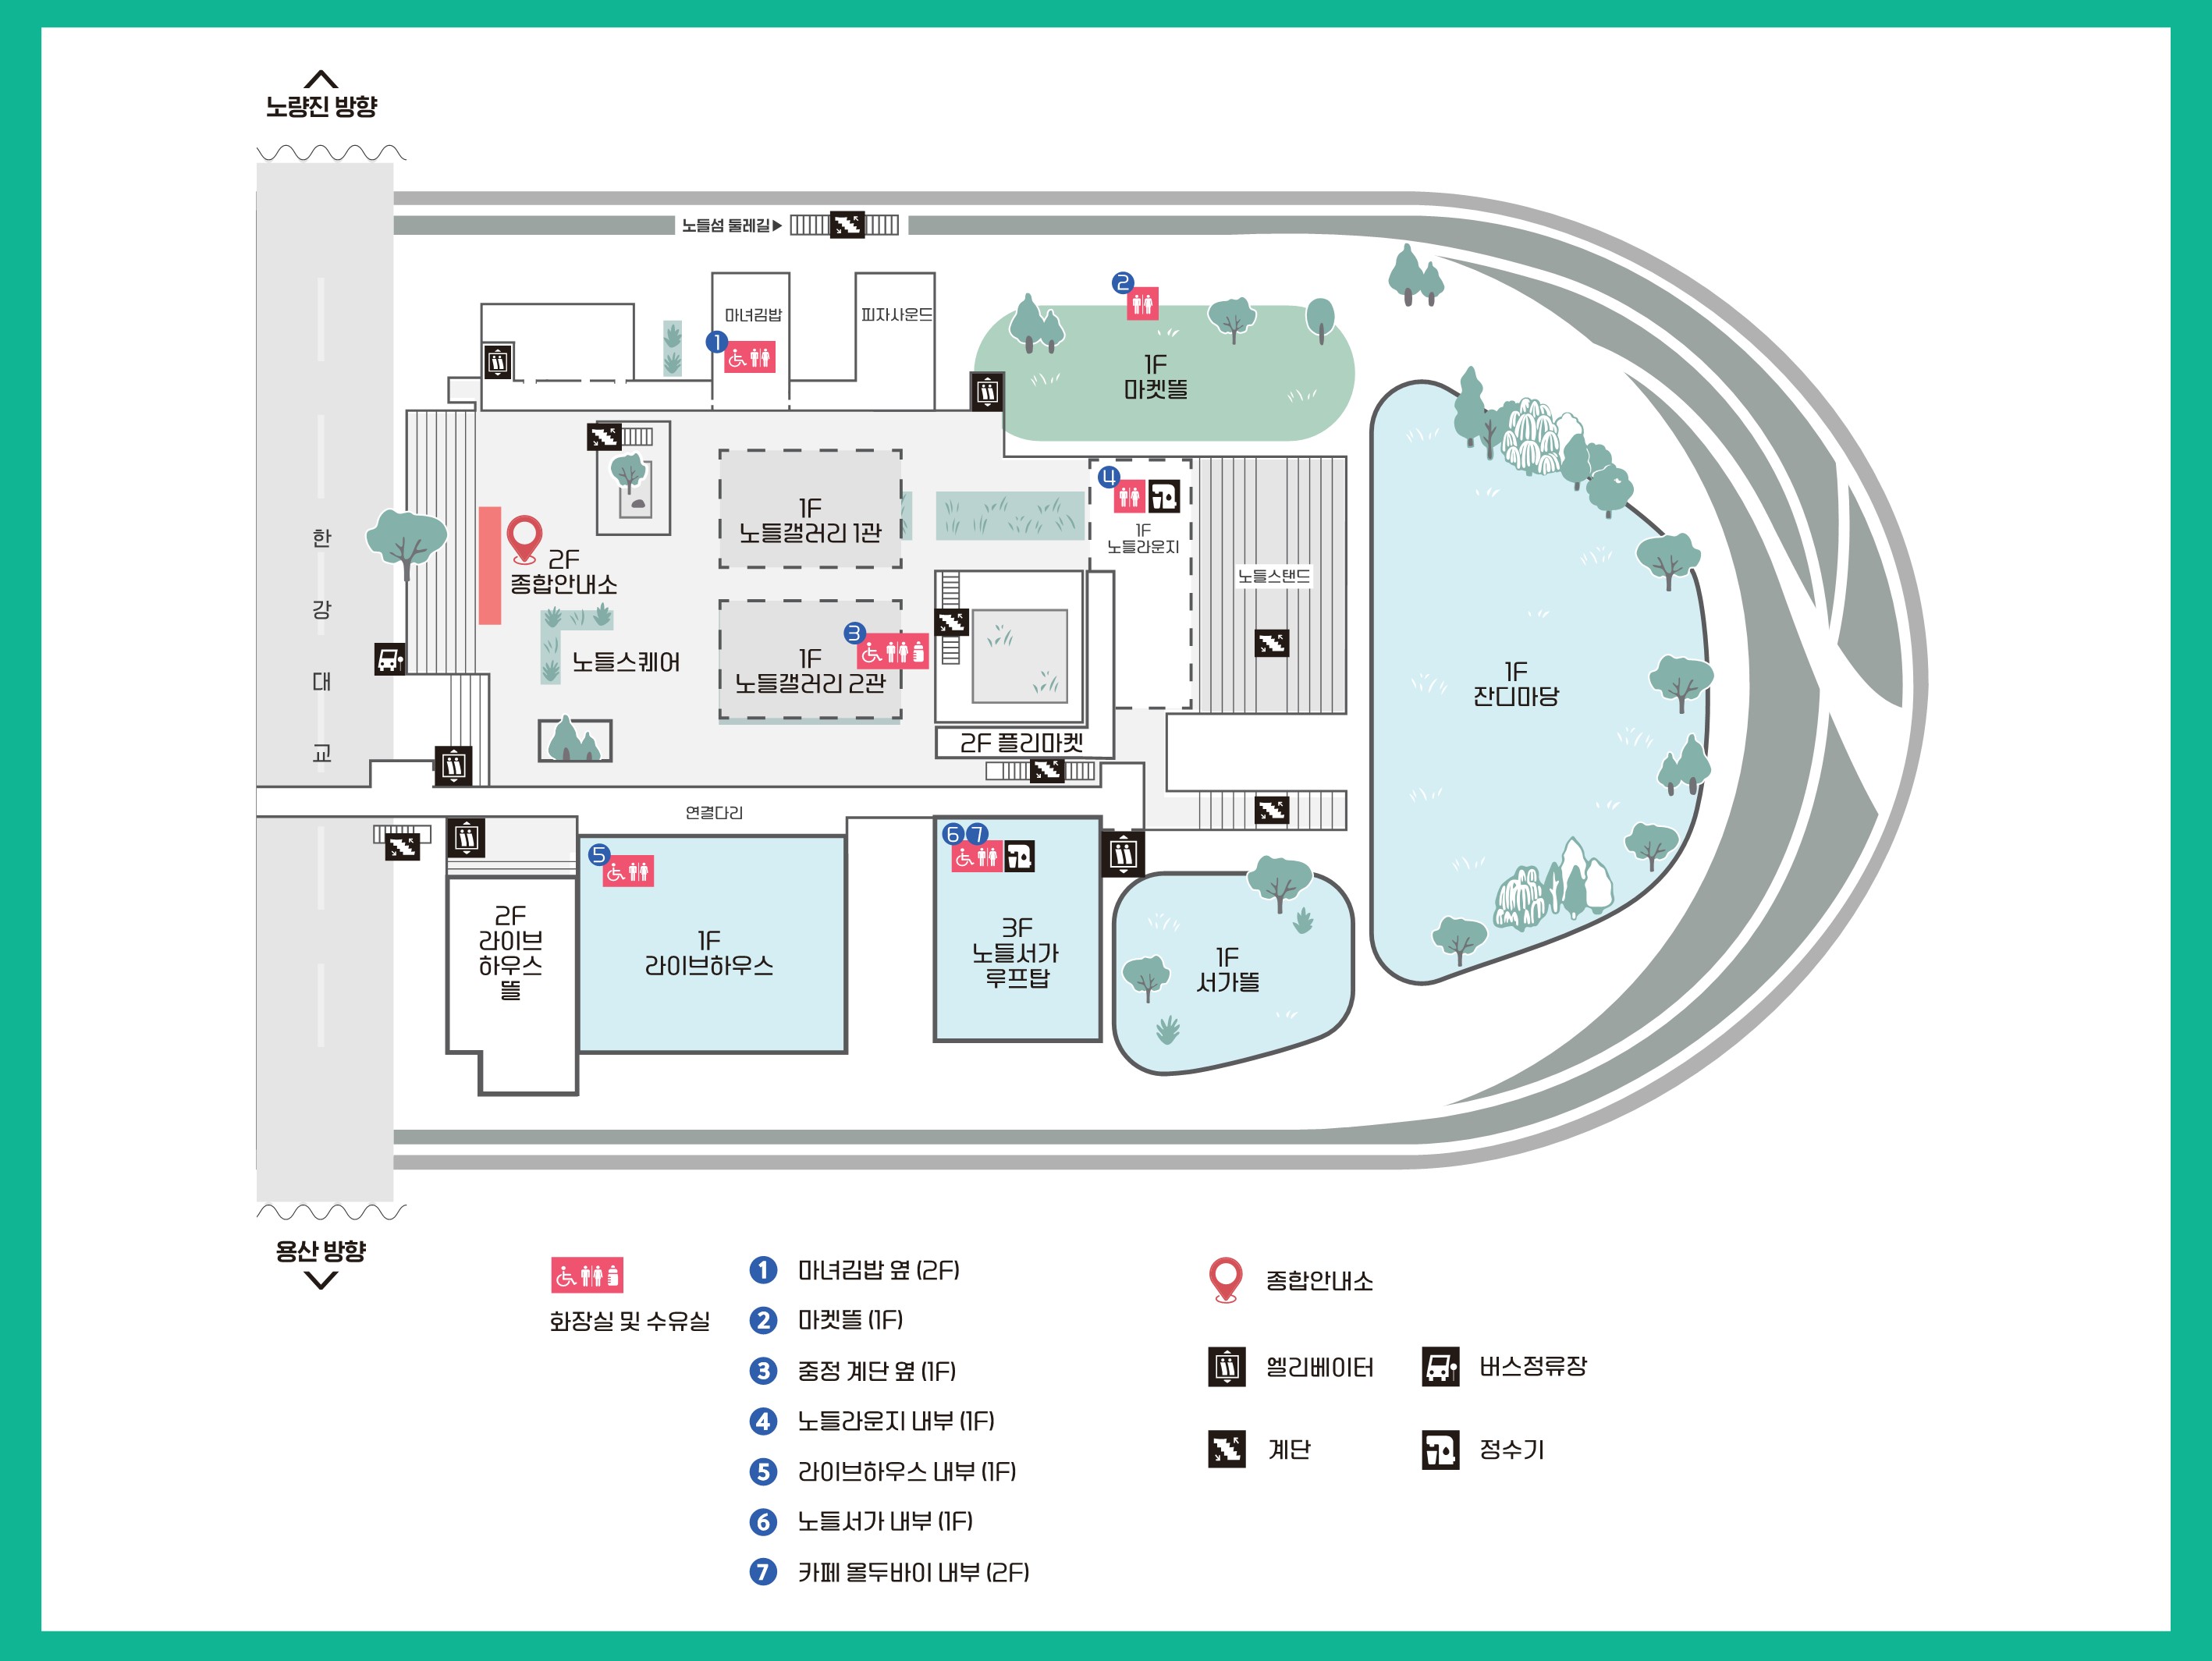 노량진 방향
노들섬 둘레길▶
마녀김밥
피자사운드
1
2
1F
마켓뜰
한
강
대
교
1F
노들갤러리 1관
4
1F
노들라운지
노들스탠드
2F
종합안내소
노들스퀘어
3
1F
노들갤러리 2관
1F
잔디마당
2F 플리마켓
연결다리
2F
라이브
하우스
뜰
5
1F
라이브하우스
6 7
3F
노들서가
루프탑
1F
서가뜰
용산 방향
화장실 및 수유실
1 마녀김밥 옆 (2F)
2 마켓뜰 (1F)
3 중정 계단 옆 (1F)
4 노들라운지 내부 (1F)
5 라이브하우스 내부 (1F)
6 노들서가 내부 (1F)
7 카페 올두바이 내부 (2F)
종합안내소
엘리베이터
버스정류장
계단
정수기